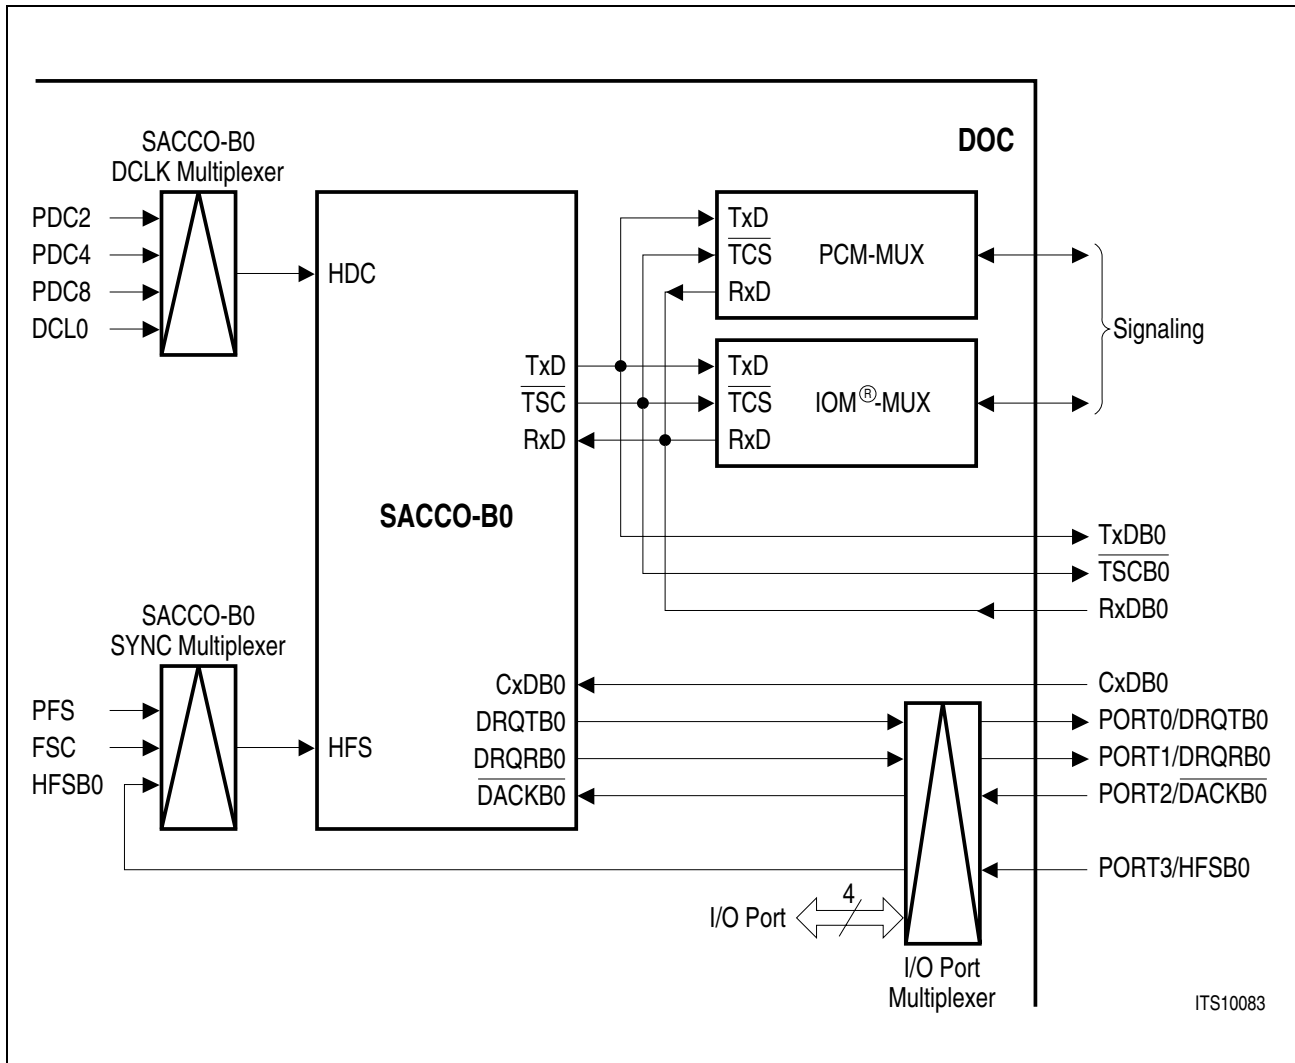 DOC
SACCO-B0
DCLK Multiplexer
PDC2
PDC4
PDC8
DCL0
HDC
TxD
TCS
RxD
PCM-MUX
TxD
TCS
RxD
IOM®-MUX
Signaling
TxD
TSC
RxD
SACCO-B0
TxDB0
TSCB0
RxDB0
SACCO-B0
SYNC Multiplexer
PFS
FSC
HFSB0
HFS
CxDB0
DRQTB0
DRQRB0
DACKB0
CxDB0
PORT0/DRQTB0
PORT1/DRQRB0
PORT2/DACKB0
PORT3/HFSB0
I/O Port
4
I/O Port
Multiplexer
ITS10083